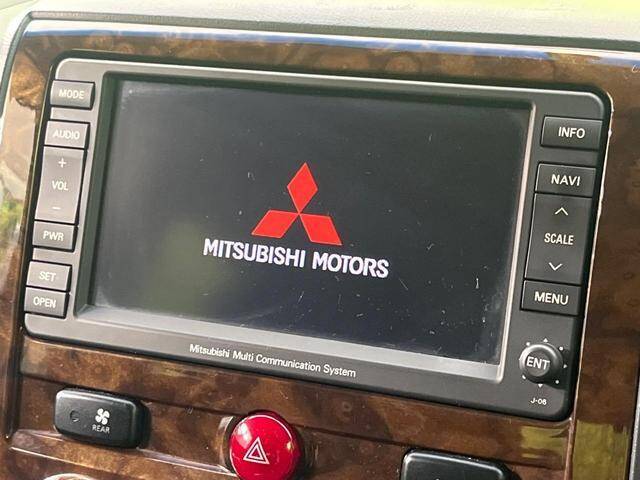 MODE
AUDIO
+
VOL
−
PWR
SET
OPEN
MITSUBISHI MOTORS
INFO
NAVI
SCALE
MENU
ENT
J-06
Mitsubishi Multi Communication System
REAR